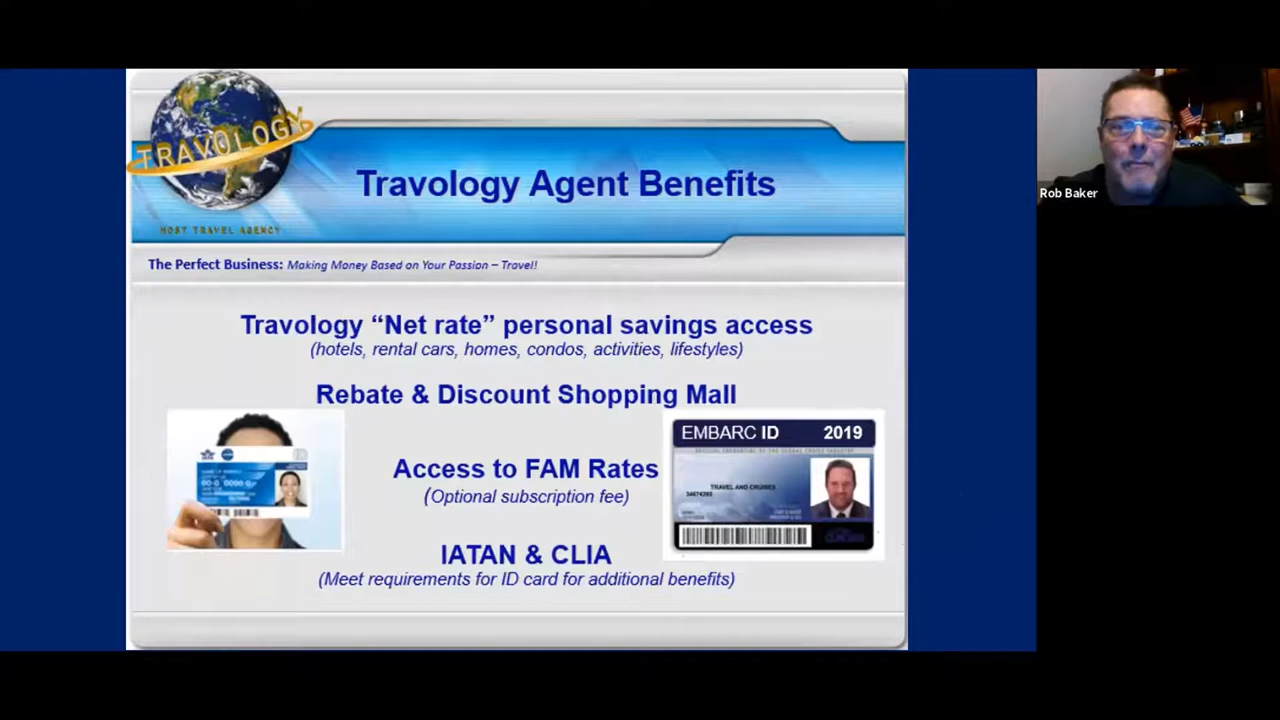 TRAVOLOGY
HOST TRAVEL AGENCY
Travology Agent Benefits
The Perfect Business: Making Money Based on Your Passion – Travel!
Travology “Net rate” personal savings access
(hotels, rental cars, homes, condos, activities, lifestyles)
Rebate & Discount Shopping Mall
Access to FAM Rates
(Optional subscription fee)
IATAN & CLIA
(Meet requirements for ID card for additional benefits)
EMBARC ID 2019
TRAVEL AND CRUISES
Rob Baker